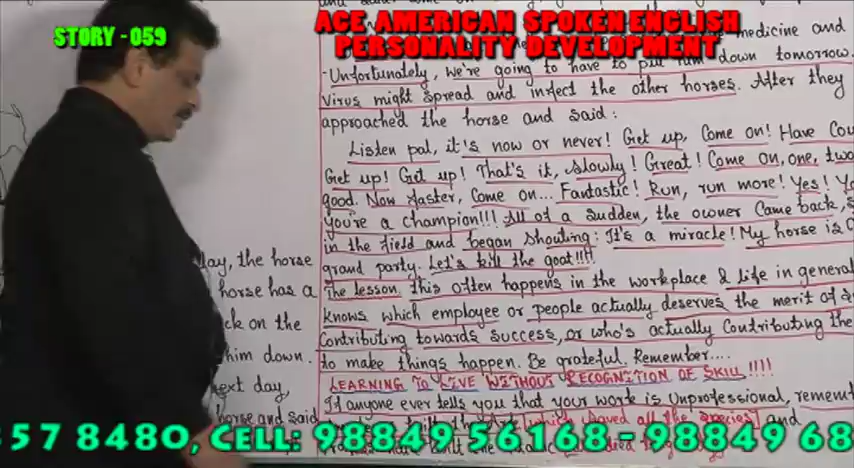 STORY - 059
ACE AMERICAN SPOKEN ENGLISH
PERSONALITY DEVELOPMENT
medicine and
Unfortunately, we're going to have to put him down tomorrow.
Virus might spread and infect the other horses. After they
approached the horse and said:
Listen pal, it's now or never! Get up, Come on! Have
Get up! Get up! That's it, slowly! Great! Come on, one, two
good. Now faster, Come on... Fantastic! Run, run more! Yes!
You're a champion!!! All of a sudden, the owner Came back,
in the field and began shouting: It's a miracle! My horse is
grand party. Let's kill the goat!!!!
The lesson: this often happens in the workplace & life in general
knows which employee or people actually deserves the merit of
Contributing towards success, or who's actually Contributing the
to make things happen. Be grateful. Remember....
LEARNING TO LIVE WITHOUT RECOGNITION OF SKILL!!!!
If anyone ever tells you that your work is unprofessional,
[which saved all the species] and
day, the horse
horse has a
on the
him down.
next day,
horse and said
57 8480, CELL: 98849 56168 - 98849 68